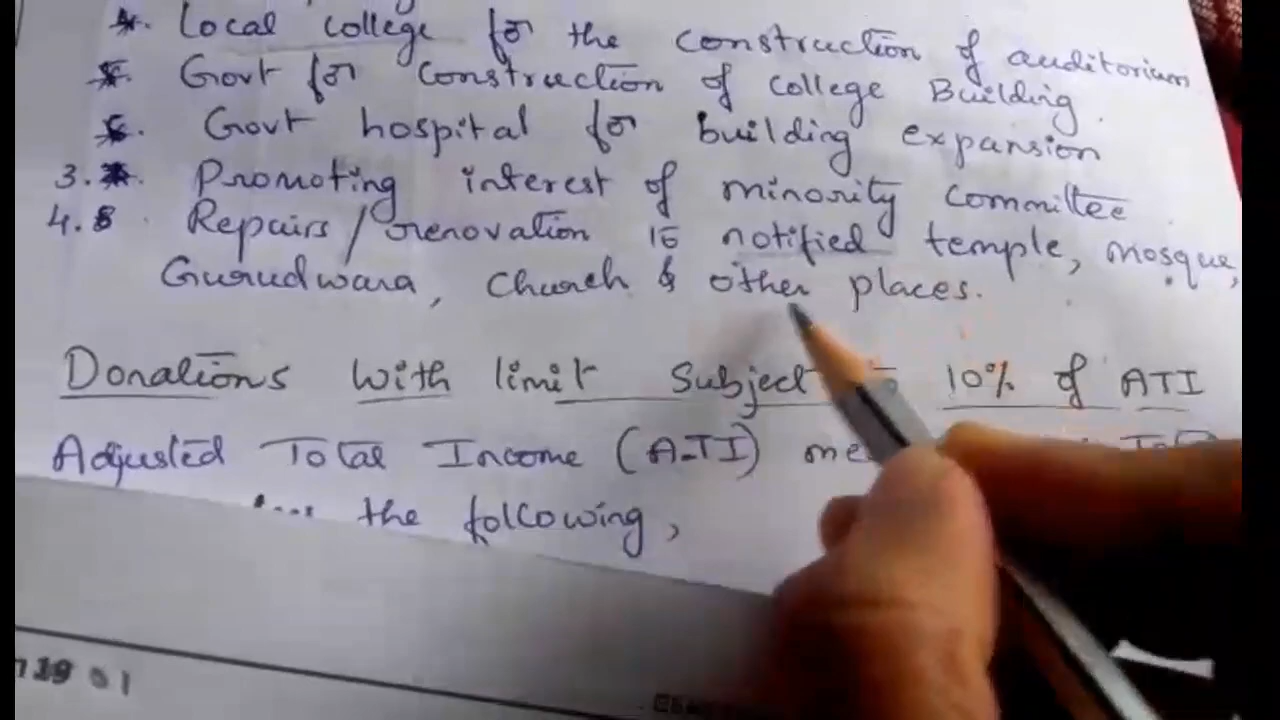 Local college for the construction of auditorium
Govt for construction of college Building
Govt hospital for building expansion
3. Promoting interest of minority committee
4. Repairs/renovation to notified temple, mosque,
Gurudwara, church & other places.
Donations with limit Subject 10% of ATI
Adjusted Total Income (ATI)
the following,